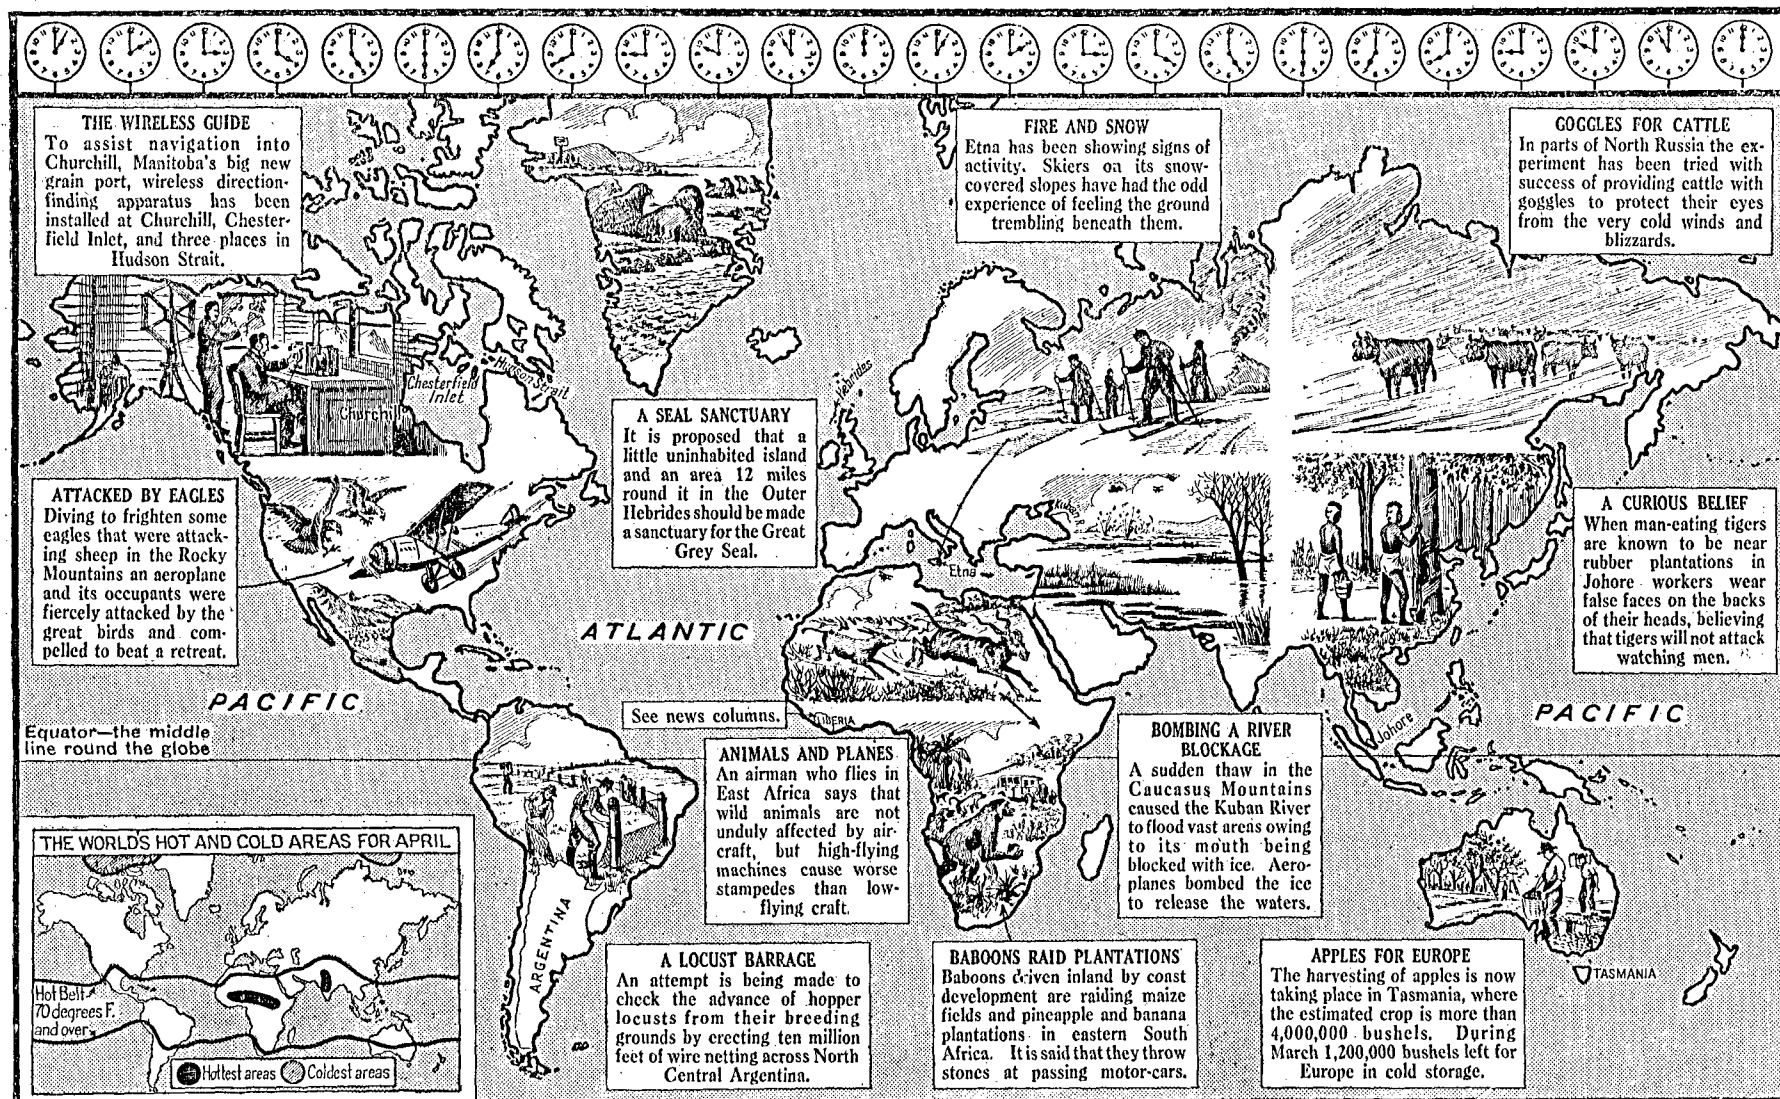 THE WIRELESS GUIDE
To assist navigation into
Churchill, Manitoba's big new
grain port, wireless direction-
finding apparatus has been
installed at Churchill, Chester-
field Inlet, and three places in
Hudson Strait.
FIRE AND SNOW
Etna has been showing signs of
activity. Skiers on its snow-
covered slopes have had the odd
experience of feeling the ground
trembling beneath them.
GOGGLES FOR CATTLE
In parts of North Russia the ex-
periment has been tried with
success of providing cattle with
goggles to protect their eyes
from the very cold winds and
blizzards.
Hudson Strait
Chesterfield
Inlet
Churchill
Hebrides
A SEAL SANCTUARY
It is proposed that a
little uninhabited island
and an area 12 miles
round it in the Outer
Hebrides should be made
a sanctuary for the Great
Grey Seal.
ATTACKED BY EAGLES
Diving to frighten some
eagles that were attack-
ing sheep in the Rocky
Mountains an aeroplane
and its occupants were
fiercely attacked by the
great birds and com-
pelled to beat a retreat.
A CURIOUS BELIEF
When man-eating tigers
are known to be near
rubber plantations in
Johore workers wear
false faces on the backs
of their heads, believing
that tigers will not attack
watching men.
Etna
ATLANTIC
PACIFIC
See news columns.
LIBERIA
PACIFIC
Johore
Equator—the middle
line round the globe
ANIMALS AND PLANES
An airman who flies in
East Africa says that
wild animals are not
unduly affected by air-
craft, but high-flying
machines cause worse
stampedes than low-
flying craft.
BOMBING A RIVER
BLOCKAGE
A sudden thaw in the
Caucasus Mountains
caused the Kuban River
to flood vast areas owing
to its mouth being
blocked with ice. Aero-
planes bombed the ice
to release the waters.
THE WORLD'S HOT AND COLD AREAS FOR APRIL
Hot Belt
70 degrees F.
and over
Hottest areas
Coldest areas
ARGENTINA
A LOCUST BARRAGE
An attempt is being made to
check the advance of hopper
locusts from their breeding
grounds by erecting ten million
feet of wire netting across North
Central Argentina.
BABOONS RAID PLANTATIONS
Baboons driven inland by coast
development are raiding maize
fields and pineapple and banana
plantations in eastern South
Africa. It is said that they throw
stones at passing motor-cars.
APPLES FOR EUROPE
The harvesting of apples is now
taking place in Tasmania, where
the estimated crop is more than
4,000,000 bushels. During
March 1,200,000 bushels left for
Europe in cold storage.
TASMANIA